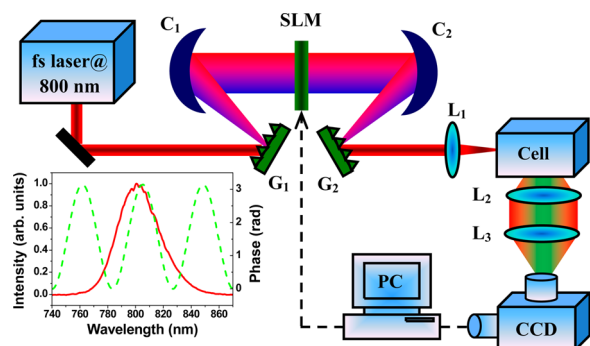 C1
SLM
C2
fs laser@
800 nm
L1
G1
G2
Cell
L2
L3
PC
CCD
Intensity (arb. units)
1.0
0.8
0.6
0.4
0.2
0.0
3
2
1
0
Phase (rad)
740 760 780 800 820 840 860
Wavelength (nm)